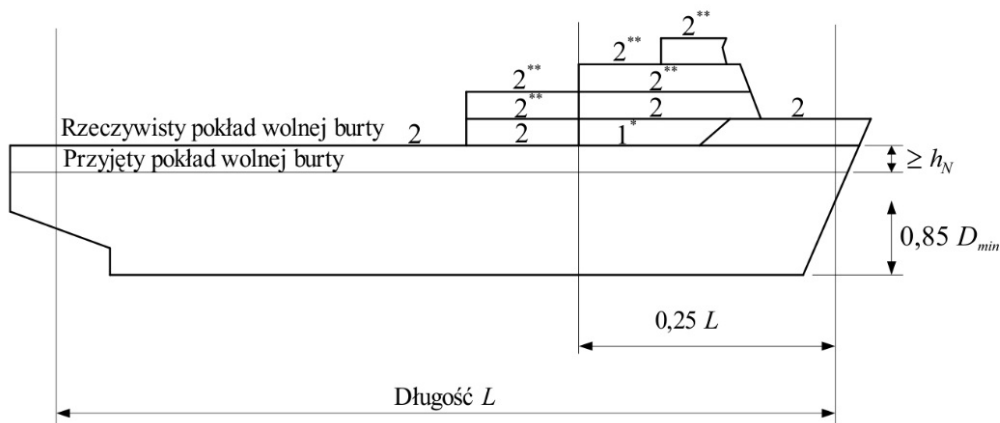 2**
2** 2**
2** 2**
2** 2 2
Rzeczywisty pokład wolnej burty 2 2 1*
Przyjęty pokład wolnej burty ≥ hN
0,85 Dmin
0,25 L
Długość L